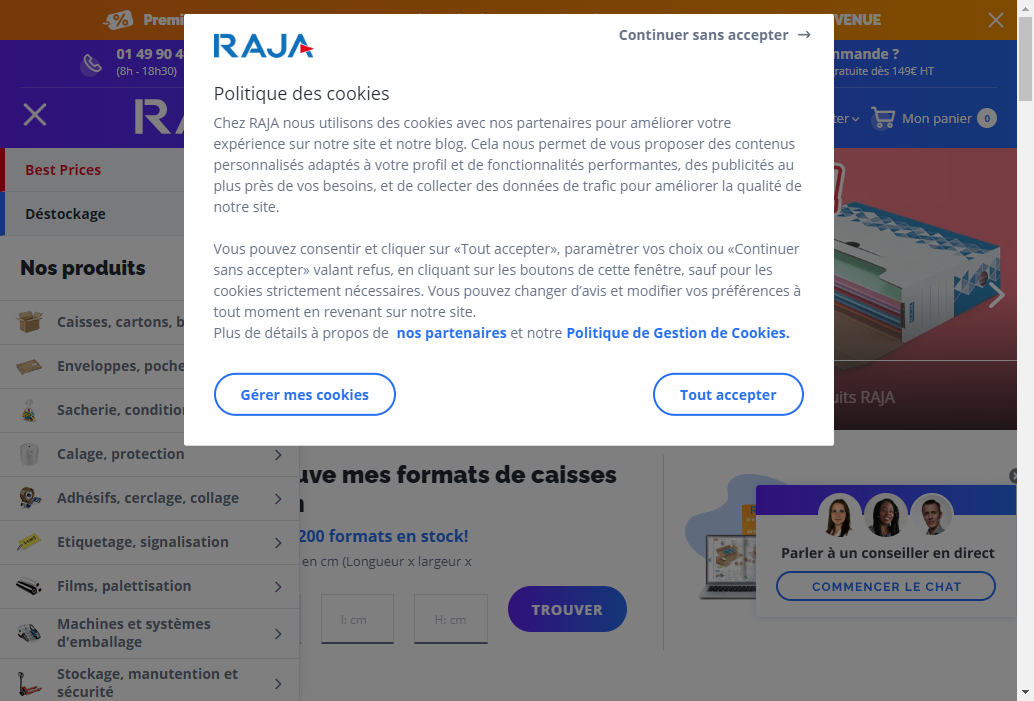 Premi
VENUE
01 49 90 4
(8h - 18h30)
mmande ?
ratuite dès 149€ HT
ter
Mon panier 0
Best Prices
Déstockage
Nos produits
Caisses, cartons, b
Enveloppes, poche
Sacherie, condition
Calage, protection
Adhésifs, cerclage, collage
Etiquetage, signalisation
Films, palettisation
Machines et systèmes
d'emballage
Stockage, manutention et
sécurité
Continuer sans accepter →
RAJA
Politique des cookies
Chez RAJA nous utilisons des cookies avec nos partenaires pour améliorer votre
expérience sur notre site et notre blog. Cela nous permet de vous proposer des contenus
personnalisés adaptés à votre profil et de fonctionnalités performantes, des publicités au
plus près de vos besoins, et de collecter des données de trafic pour améliorer la qualité de
notre site.
Vous pouvez consentir et cliquer sur «Tout accepter», paramètrer vos choix ou «Continuer
sans accepter» valant refus, en cliquant sur les boutons de cette fenêtre, sauf pour les
cookies strictement nécessaires. Vous pouvez changer d’avis et modifier vos préférences à
tout moment en revenant sur notre site.
Plus de détails à propos de nos partenaires et notre Politique de Gestion de Cookies.
Gérer mes cookies
Tout accepter
uits RAJA
uve mes formats de caisses
200 formats en stock!
en cm (Longueur x largeur x
l: cm
H: cm
TROUVER
Parler à un conseiller en direct
COMMENCER LE CHAT